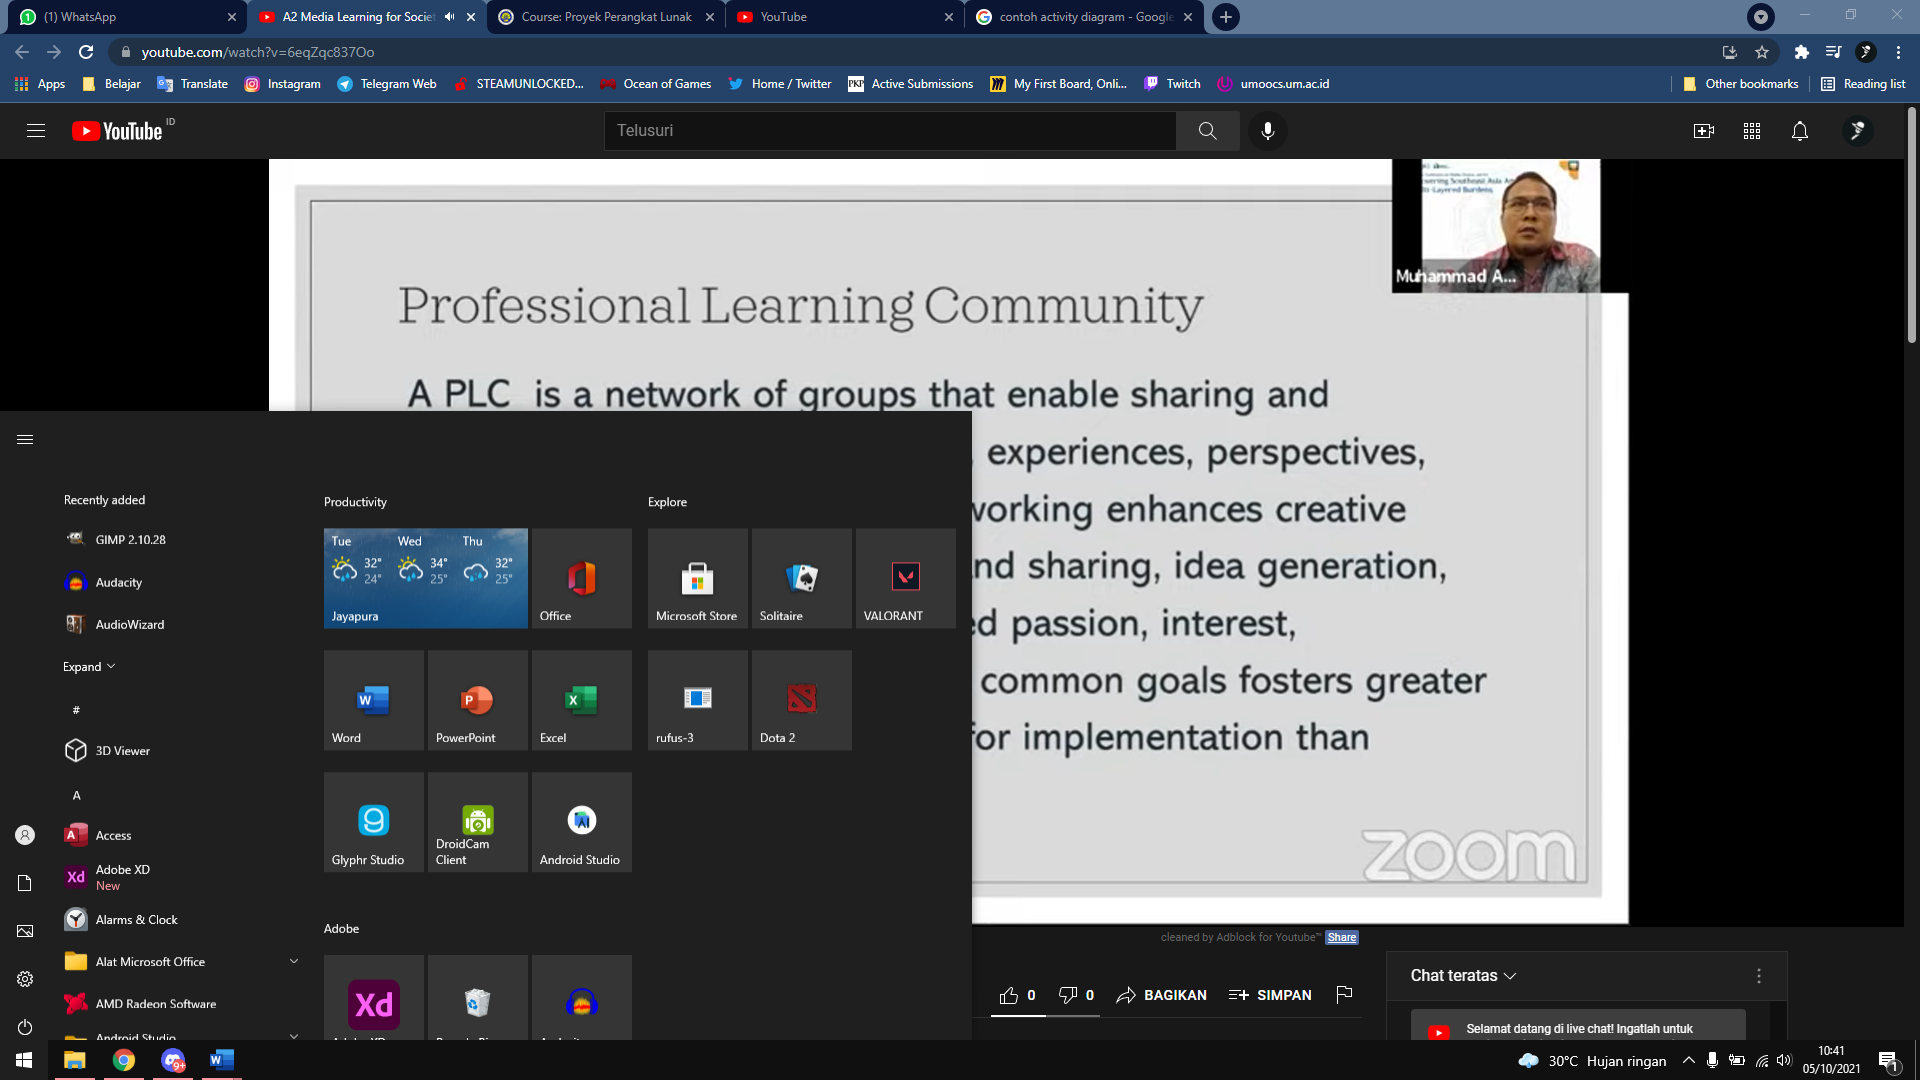 (1) WhatsApp
A2 Media Learning for Societ
Course: Proyek Perangkat Lunak
YouTube
contoh activity diagram - Google
youtube.com/watch?v=6eqZqc837Oo
Apps
Belajar
Translate
Instagram
Telegram Web
STEAMUNLOCKED...
Ocean of Games
Home / Twitter
PKP
Active Submissions
My First Board, Onli...
Twitch
umoocs.um.ac.id
Other bookmarks
Reading list
YouTube ID
Telusuri
Muhammad A...
Professional Learning Community
A PLC is a network of groups that enable sharing and
, experiences, perspectives,
working enhances creative
nd sharing, idea generation,
ed passion, interest,
common goals fosters greater
for implementation than
zoom
Recently added
GIMP 2.10.28
Audacity
AudioWizard
Expand
#
3D Viewer
A
Access
Adobe XD
New
Alarms & Clock
Alat Microsoft Office
AMD Radeon Software
Android Studio
Productivity
Tue Wed Thu
32° 34° 32°
24° 25° 25°
Jayapura
Office
Word
PowerPoint
Excel
Glyphr Studio
DroidCam
Client
Android Studio
Adobe
Xd
Explore
Microsoft Store
Solitaire
VALORANT
rufus-3
Dota 2
cleaned by Adblock for Youtube™ Share
0
0
BAGIKAN
SIMPAN
Chat teratas
Selamat datang di live chat! Ingatlah untuk
9+
30°C Hujan ringan
10:41
05/10/2021
1